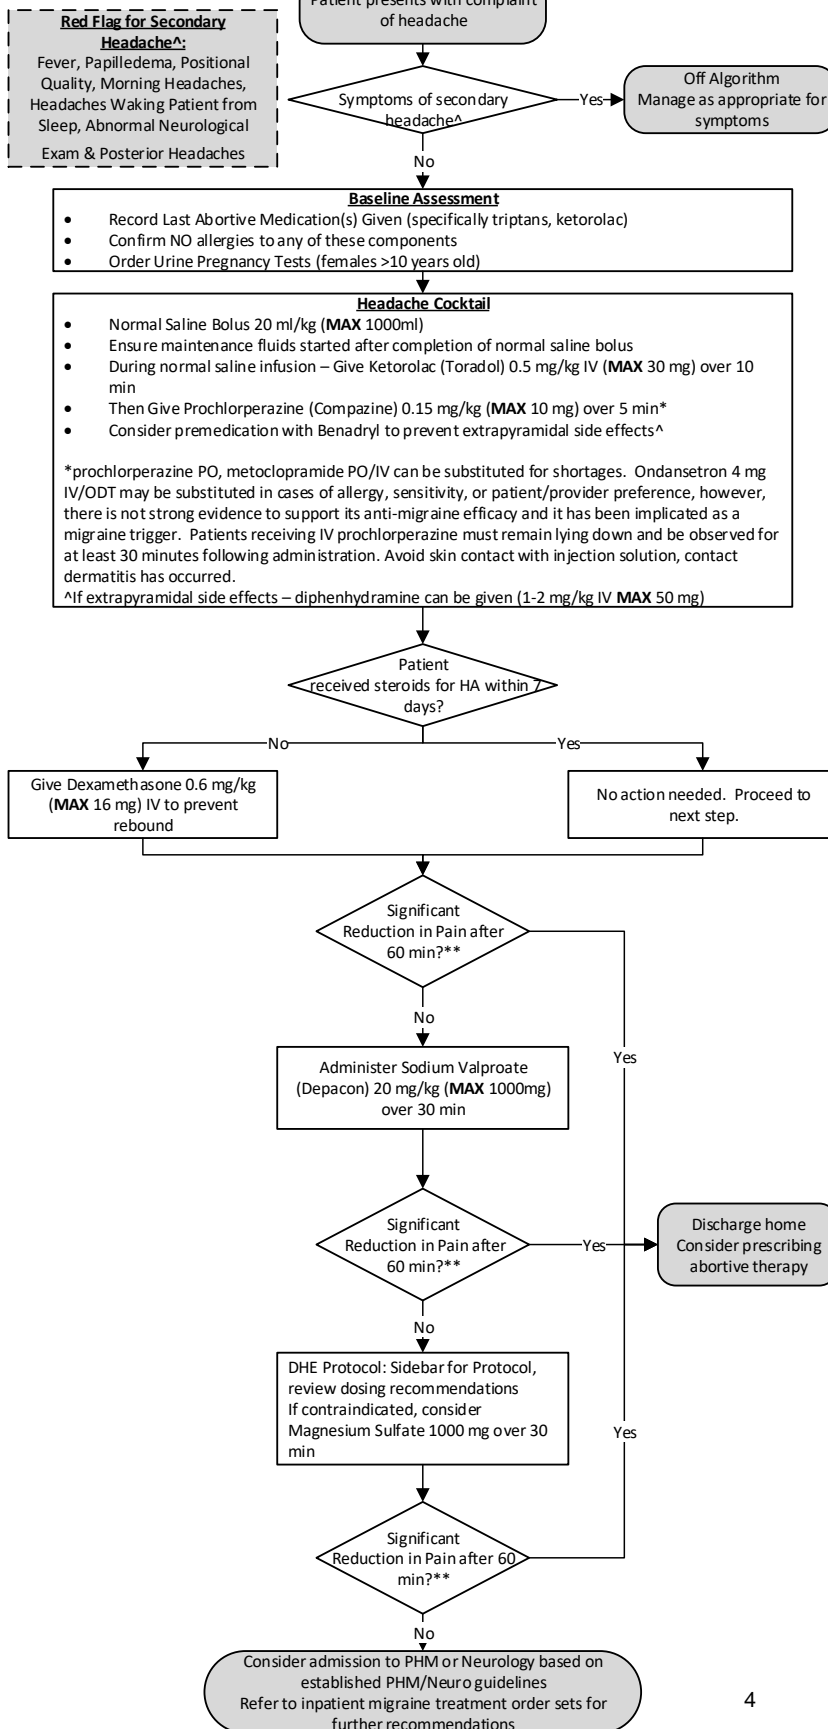 Patient presents with complaint
of headache
Red Flag for Secondary
Headache^:
Fever, Papilledema, Positional
Quality, Morning Headaches,
Headaches Waking Patient from
Sleep, Abnormal Neurological
Exam & Posterior Headaches
Symptoms of secondary
headache^
Yes
Off Algorithm
Manage as appropriate for
symptoms
No
Baseline Assessment
• Record Last Abortive Medication(s) Given (specifically triptans, ketorolac)
• Confirm NO allergies to any of these components
• Order Urine Pregnancy Tests (females >10 years old)
Headache Cocktail
• Normal Saline Bolus 20 ml/kg (MAX 1000ml)
• Ensure maintenance fluids started after completion of normal saline bolus
• During normal saline infusion – Give Ketorolac (Toradol) 0.5 mg/kg IV (MAX 30 mg) over 10
min
• Then Give Prochlorperazine (Compazine) 0.15 mg/kg (MAX 10 mg) over 5 min*
• Consider premedication with Benadryl to prevent extrapyramidal side effects^
*prochlorperazine PO, metoclopramide PO/IV can be substituted for shortages. Ondansetron 4 mg
IV/ODT may be substituted in cases of allergy, sensitivity, or patient/provider preference, however,
there is not strong evidence to support its anti-migraine efficacy and it has been implicated as a
migraine trigger. Patients receiving IV prochlorperazine must remain lying down and be observed for
at least 30 minutes following administration. Avoid skin contact with injection solution, contact
dermatitis has occurred.
^If extrapyramidal side effects – diphenhydramine can be given (1-2 mg/kg IV MAX 50 mg)
Patient
received steroids for HA within 7
days?
No
Yes
Give Dexamethasone 0.6 mg/kg
(MAX 16 mg) IV to prevent
rebound
No action needed. Proceed to
next step.
Significant
Reduction in Pain after
60 min?**
No
Yes
Administer Sodium Valproate
(Depacon) 20 mg/kg (MAX 1000mg)
over 30 min
Significant
Reduction in Pain after
60 min?**
Yes
Discharge home
Consider prescribing
abortive therapy
No
DHE Protocol: Sidebar for Protocol,
review dosing recommendations
If contraindicated, consider
Magnesium Sulfate 1000 mg over 30
min
Yes
Significant
Reduction in Pain after 60
min?**
No
Consider admission to PHM or Neurology based on
established PHM/Neuro guidelines
Refer to inpatient migraine treatment order sets for
further recommendations
4